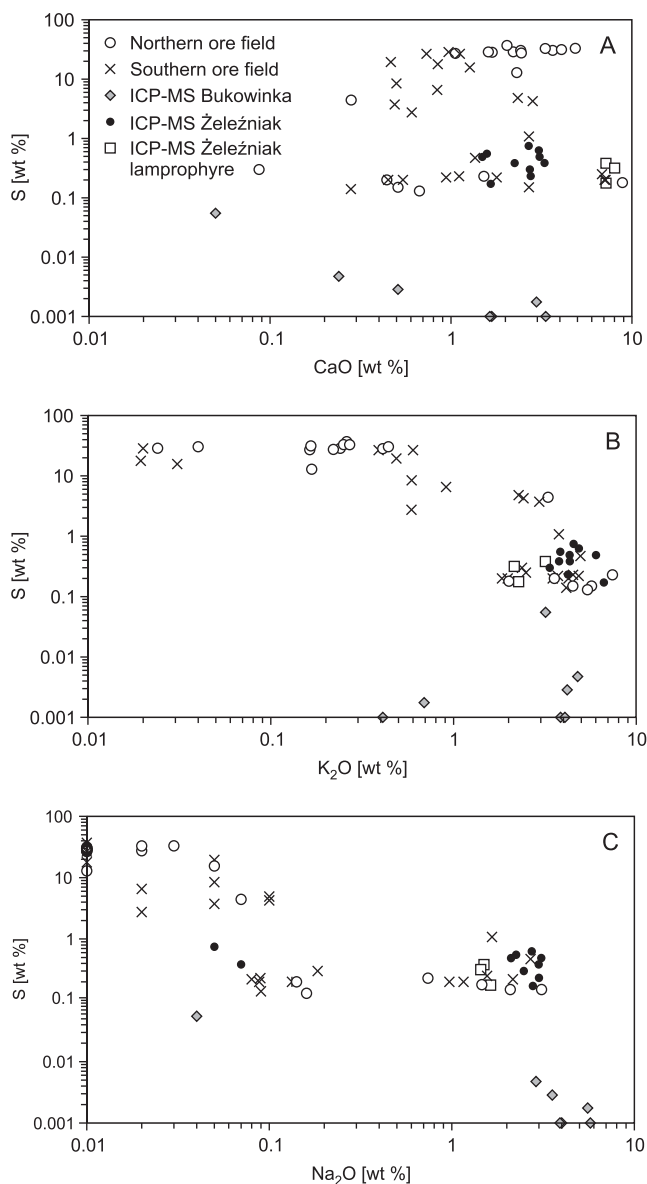 100
10
1
0.1
0.01
0.001
S [wt %]
Northern ore field
Southern ore field
ICP-MS Bukowinka
ICP-MS Żeleźniak
ICP-MS Żeleźniak
lamprophyre
A
0.01
0.1
1
10
CaO [wt %]
100
10
1
0.1
0.01
0.001
S [wt %]
B
0.01
0.1
1
10
K₂O [wt %]
100
10
1
0.1
0.01
0.001
S [wt %]
C
0.01
0.1
1
10
Na₂O [wt %]